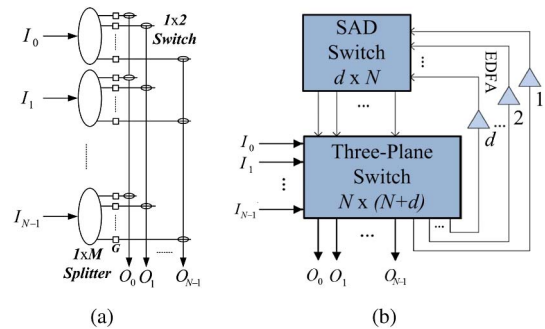 1x2
Switch
I0
I1
IN-1
1xM
Splitter
G
O0 O1 ON-1
(a)
SAD
Switch
d x N
EDFA
1
2
d
...
...
...
I0
I1
IN-1
Three-Plane
Switch
N x (N+d)
...
...
O0 O1 ON-1
(b)